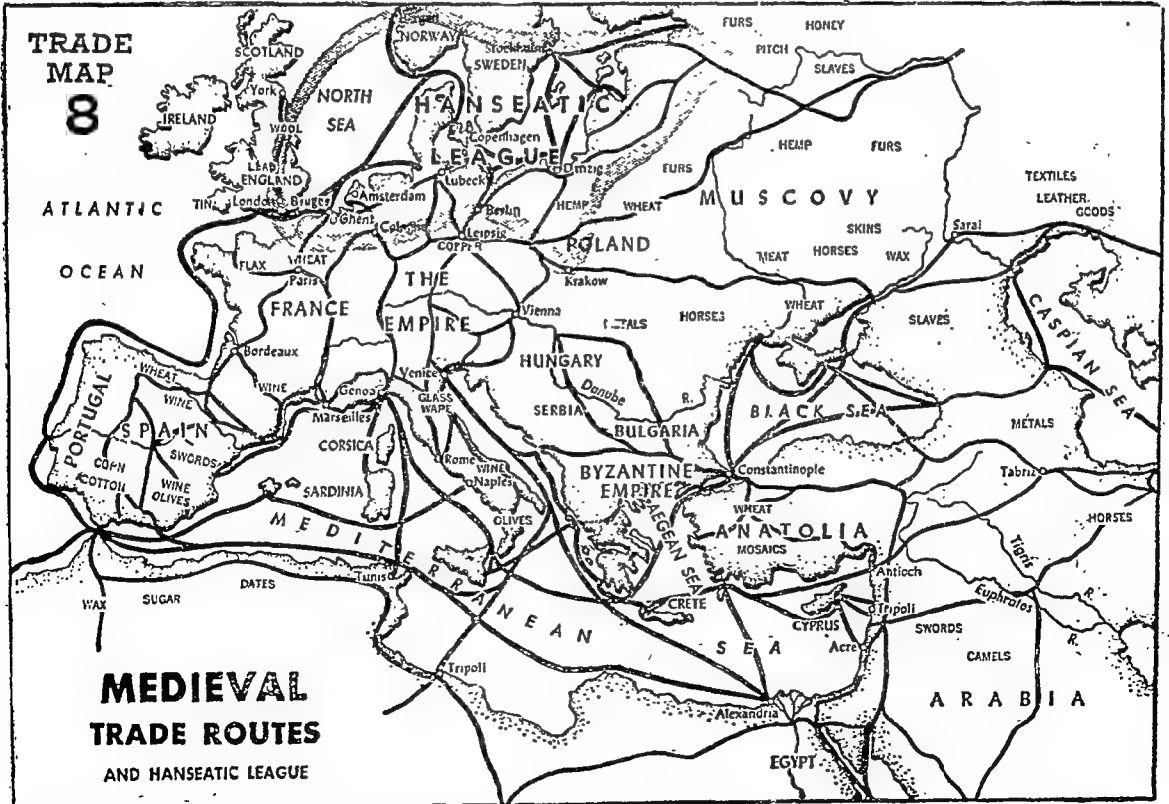 TRADE
MAP
8
SCOTLAND
York
NORTH
SEA
IRELAND
WOOL
LEAD
ENGLAND
TIN
London
Bruges
Ghent
Amsterdam
NORWAY
Stockholm
SWEDEN
HANSEATIC
LEAGUE
Copenhagen
Lubeck
Danzig
Berlin
Leipsig
COPPER
HEMP
WHEAT
FURS
POLAND
Krakow
FURS
HONEY
PITCH
SLAVES
HEMP
FURS
MUSCOVY
SKINS
HORSES
WAX
MEAT
Sarai
TEXTILES
LEATHER
GOODS
ATLANTIC
OCEAN
FLAX
WHEAT
Paris
FRANCE
THE
EMPIRE
Vienna
HORSES
WHEAT
SLAVES
CASPIAN SEA
Bordeaux
WINE
Genoa
Marseilles
Venice
GLASS
HUNGARY
Danube
R.
SERBIA
BULGARIA
BLACK SEA
MÉTALS
Tabriz
HORSES
PORTUGAL
WHEAT
WINE
SPAIN
SWORDS
COTTON
WINE
OLIVES
CORSICA
SARDINIA
Rome
WINE
Naples
OLIVES
BYZANTINE
EMPIRE
Constantinople
AEGEAN SEA
WHEAT
ANATOLIA
MOSAICS
Antioch
Tigris
R.
Euphrates
R.
MEDITERRANEAN SEA
Tunis
DATES
SUGAR
WAX
CRETE
CYPRUS
Tripoli
SWORDS
Acre
CAMELS
ARABIA
Tripoli
Alexandria
EGYPT
MEDIEVAL
TRADE ROUTES
AND HANSEATIC LEAGUE